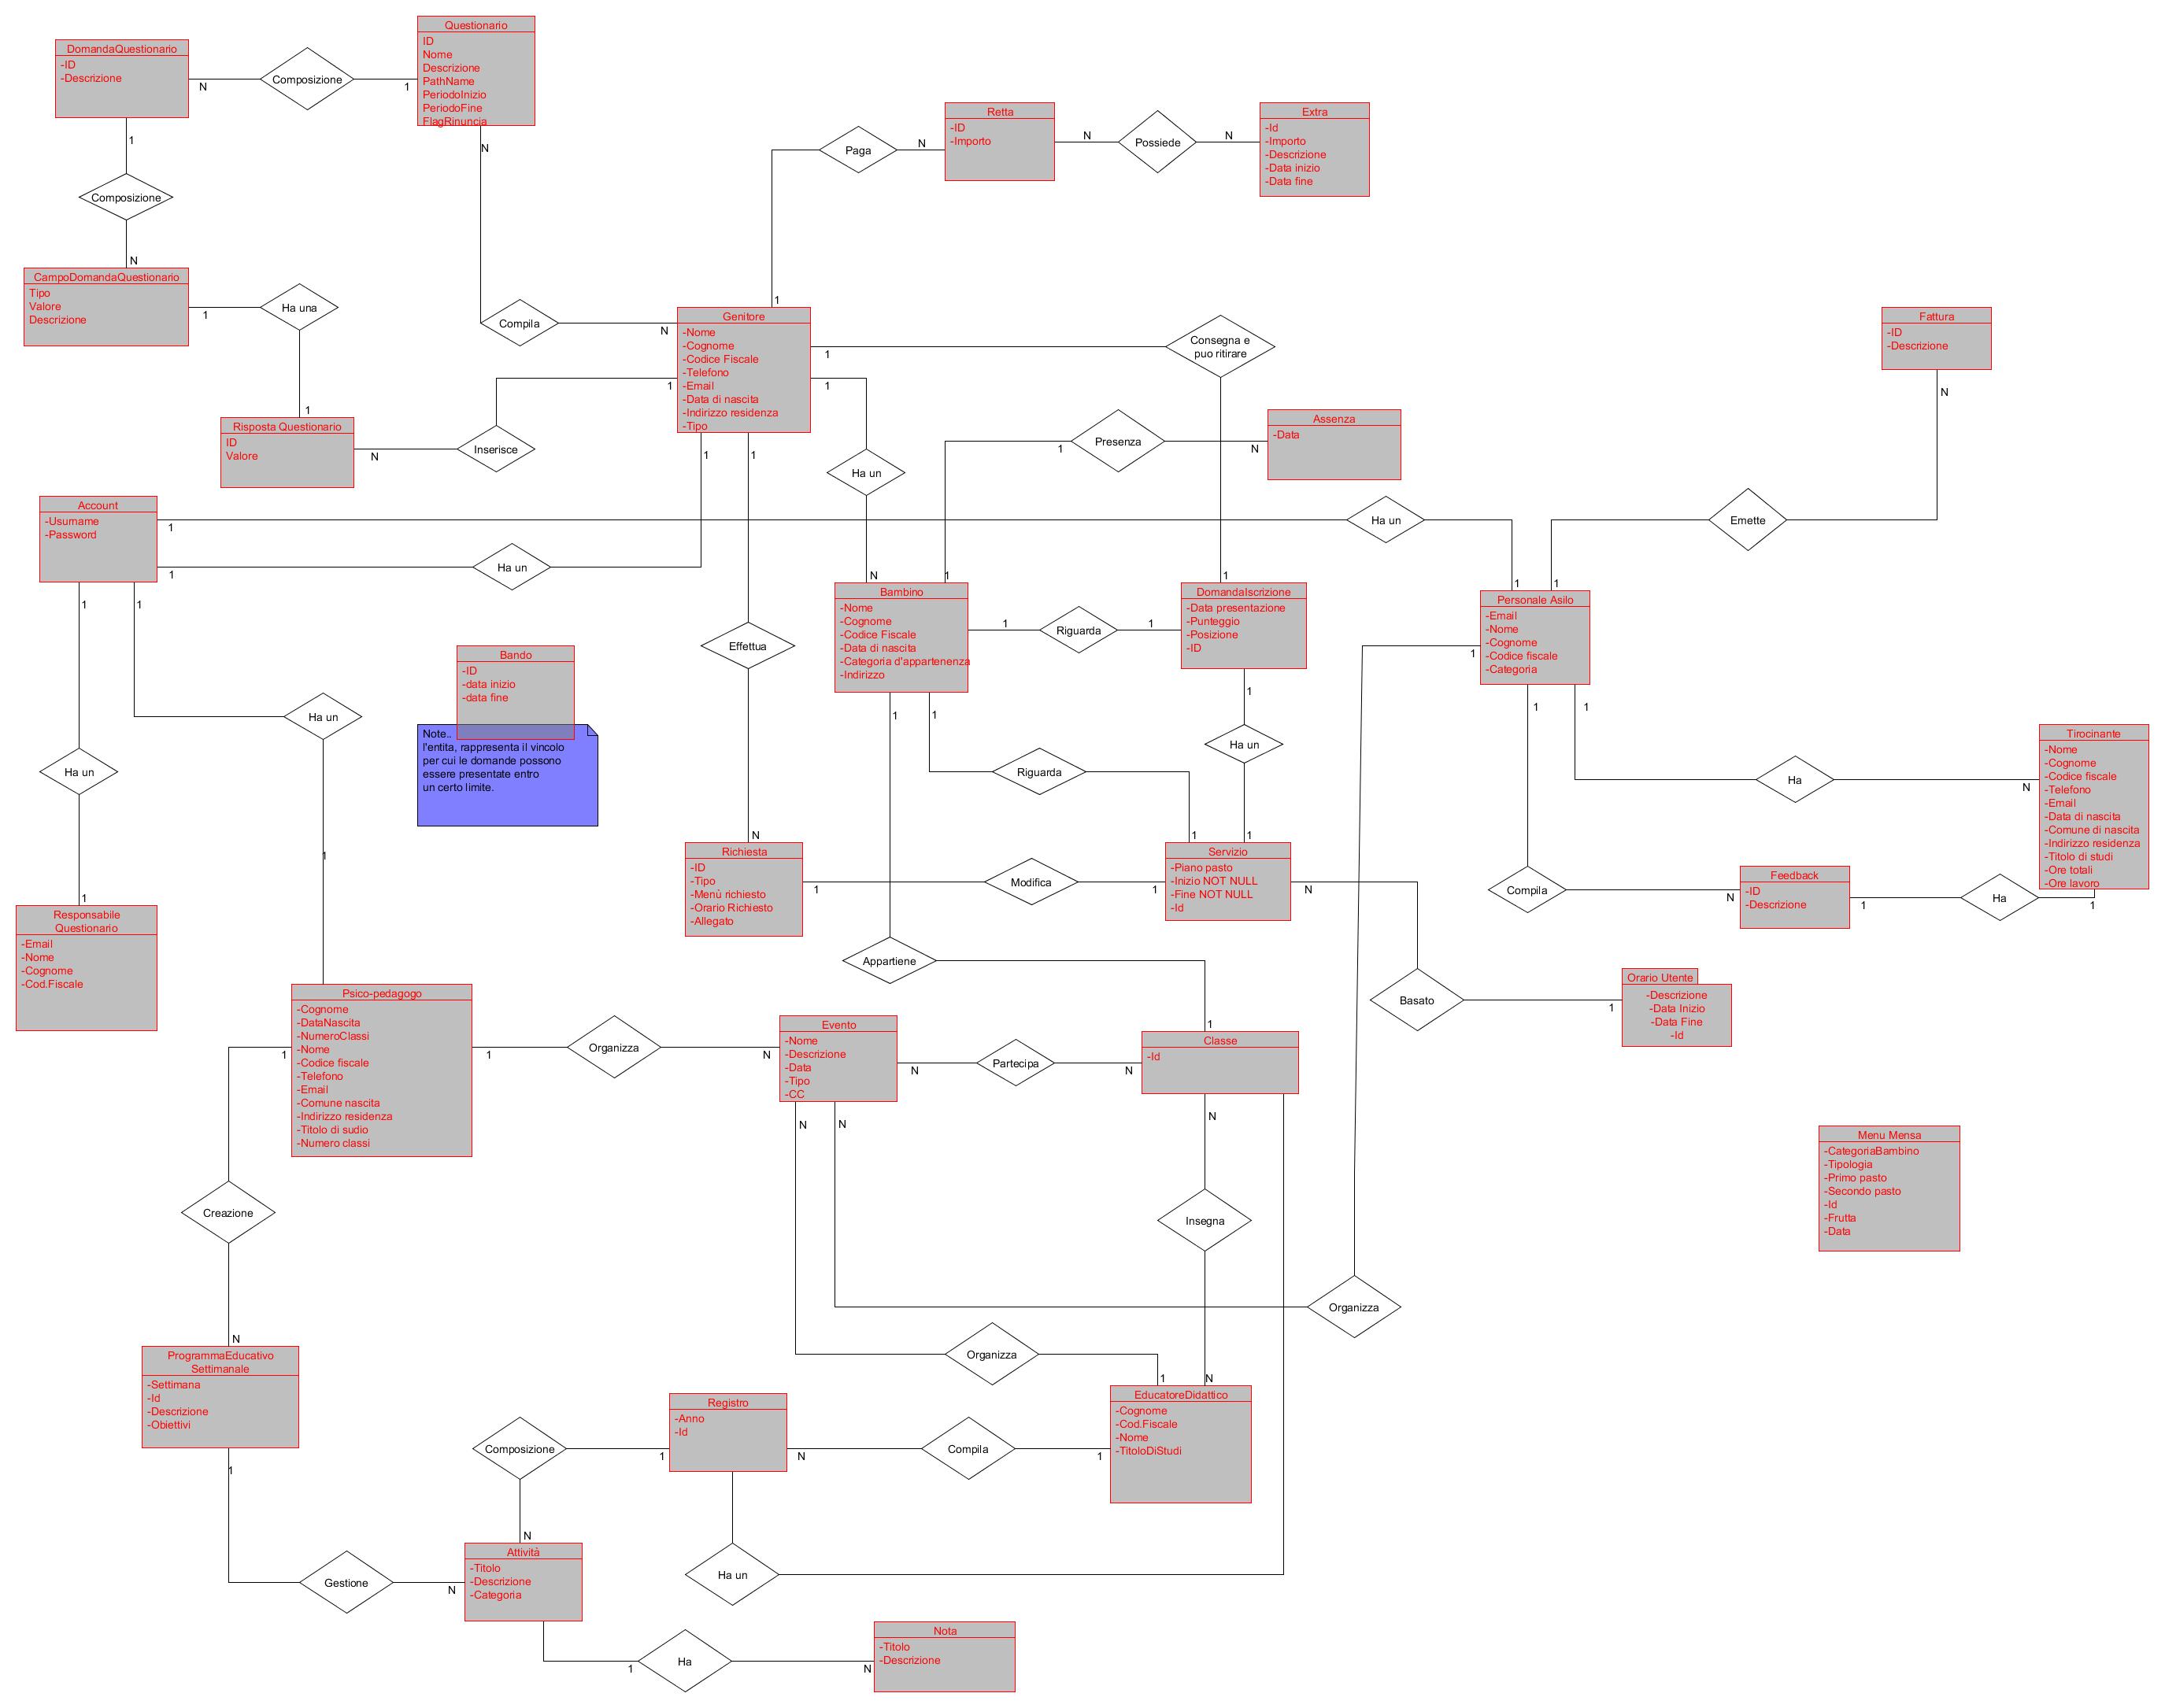 Questionario
ID
Nome
Descrizione
PathName
PeriodoInizio
PeriodoFine
FlagRinuncia
DomandaQuestionario
-ID
-Descrizione
N
Composizione
1
Retta
-ID
-Importo
N
Possiede
N
Extra
-Id
-Importo
-Descrizione
-Data inizio
-Data fine
1
N
Paga
N
Composizione
N
CampoDomandaQuestionario
Tipo
Valore
Descrizione
1
Ha una
1
Compila
N
1
Genitore
-Nome
-Cognome
-Codice Fiscale
-Telefono
-Email
-Data di nascita
-Indirizzo residenza
-Tipo
1
Consegna e
puo ritirare
Fattura
-ID
-Descrizione
N
1
1
Risposta Questionario
ID
Valore
N
Inserisce
1
1
Ha un
1
Presenza
N
Assenza
-Data
Account
-Usurname
-Password
1
Ha un
Emette
1
Ha un
N
1
1
1
1
1
1
Bambino
-Nome
-Cognome
-Codice Fiscale
-Data di nascita
-Categoria d'appartenenza
-Indirizzo
1
Riguarda
1
DomandaIscrizione
-Data presentazione
-Punteggio
-Posizione
-ID
Personale Asilo
-Email
-Nome
-Cognome
-Codice fiscale
-Categoria
1
Effettua
Bando
-ID
-data inizio
-data fine
Note..
l'entita, rappresenta il vincolo
per cui le domande possono
essere presentate entro
un certo limite.
Ha un
1
1
1
1
1
Ha un
Riguarda
Ha un
Ha
N
Tirocinante
-Nome
-Cognome
-Codice fiscale
-Telefono
-Email
-Data di nascita
-Comune di nascita
-Indirizzo residenza
-Titolo di studi
-Ore totali
-Ore lavoro
1
N
1
1
Richiesta
-ID
-Tipo
-Menù richiesto
-Orario Richiesto
-Allegato
1
Modifica
1
Servizio
-Piano pasto
-Inizio NOT NULL
-Fine NOT NULL
-Id
N
Compila
N
Feedback
-ID
-Descrizione
1
Ha
1
1
Responsabile
Questionario
-Email
-Nome
-Cognome
-Cod.Fiscale
Appartiene
Basato
1
Orario Utente
-Descrizione
-Data Inizio
-Data Fine
-Id
Psico-pedagogo
-Cognome
-DataNascita
-NumeroClassi
-Nome
-Codice fiscale
-Telefono
-Email
-Comune nascita
-Indirizzo residenza
-Titolo di sudio
-Numero classi
1
1
Organizza
N
Evento
-Nome
-Descrizione
-Data
-Tipo
-CC
N
Partecipa
N
1
Classe
-Id
N
N
N
Menu Mensa
-CategoriaBambino
-Tipologia
-Primo pasto
-Secondo pasto
-Id
-Frutta
-Data
Creazione
Insegna
Organizza
N
ProgrammaEducativo
Settimanale
-Settimana
-Id
-Descrizione
-Obiettivi
Organizza
1
N
EducatoreDidattico
-Cognome
-Cod.Fiscale
-Nome
-TitoloDiStudi
Registro
-Anno
-Id
Composizione
1
N
Compila
1
1
N
Attività
-Titolo
-Descrizione
-Categoria
Gestione
N
Ha un
1
Ha
N
Nota
-Titolo
-Descrizione